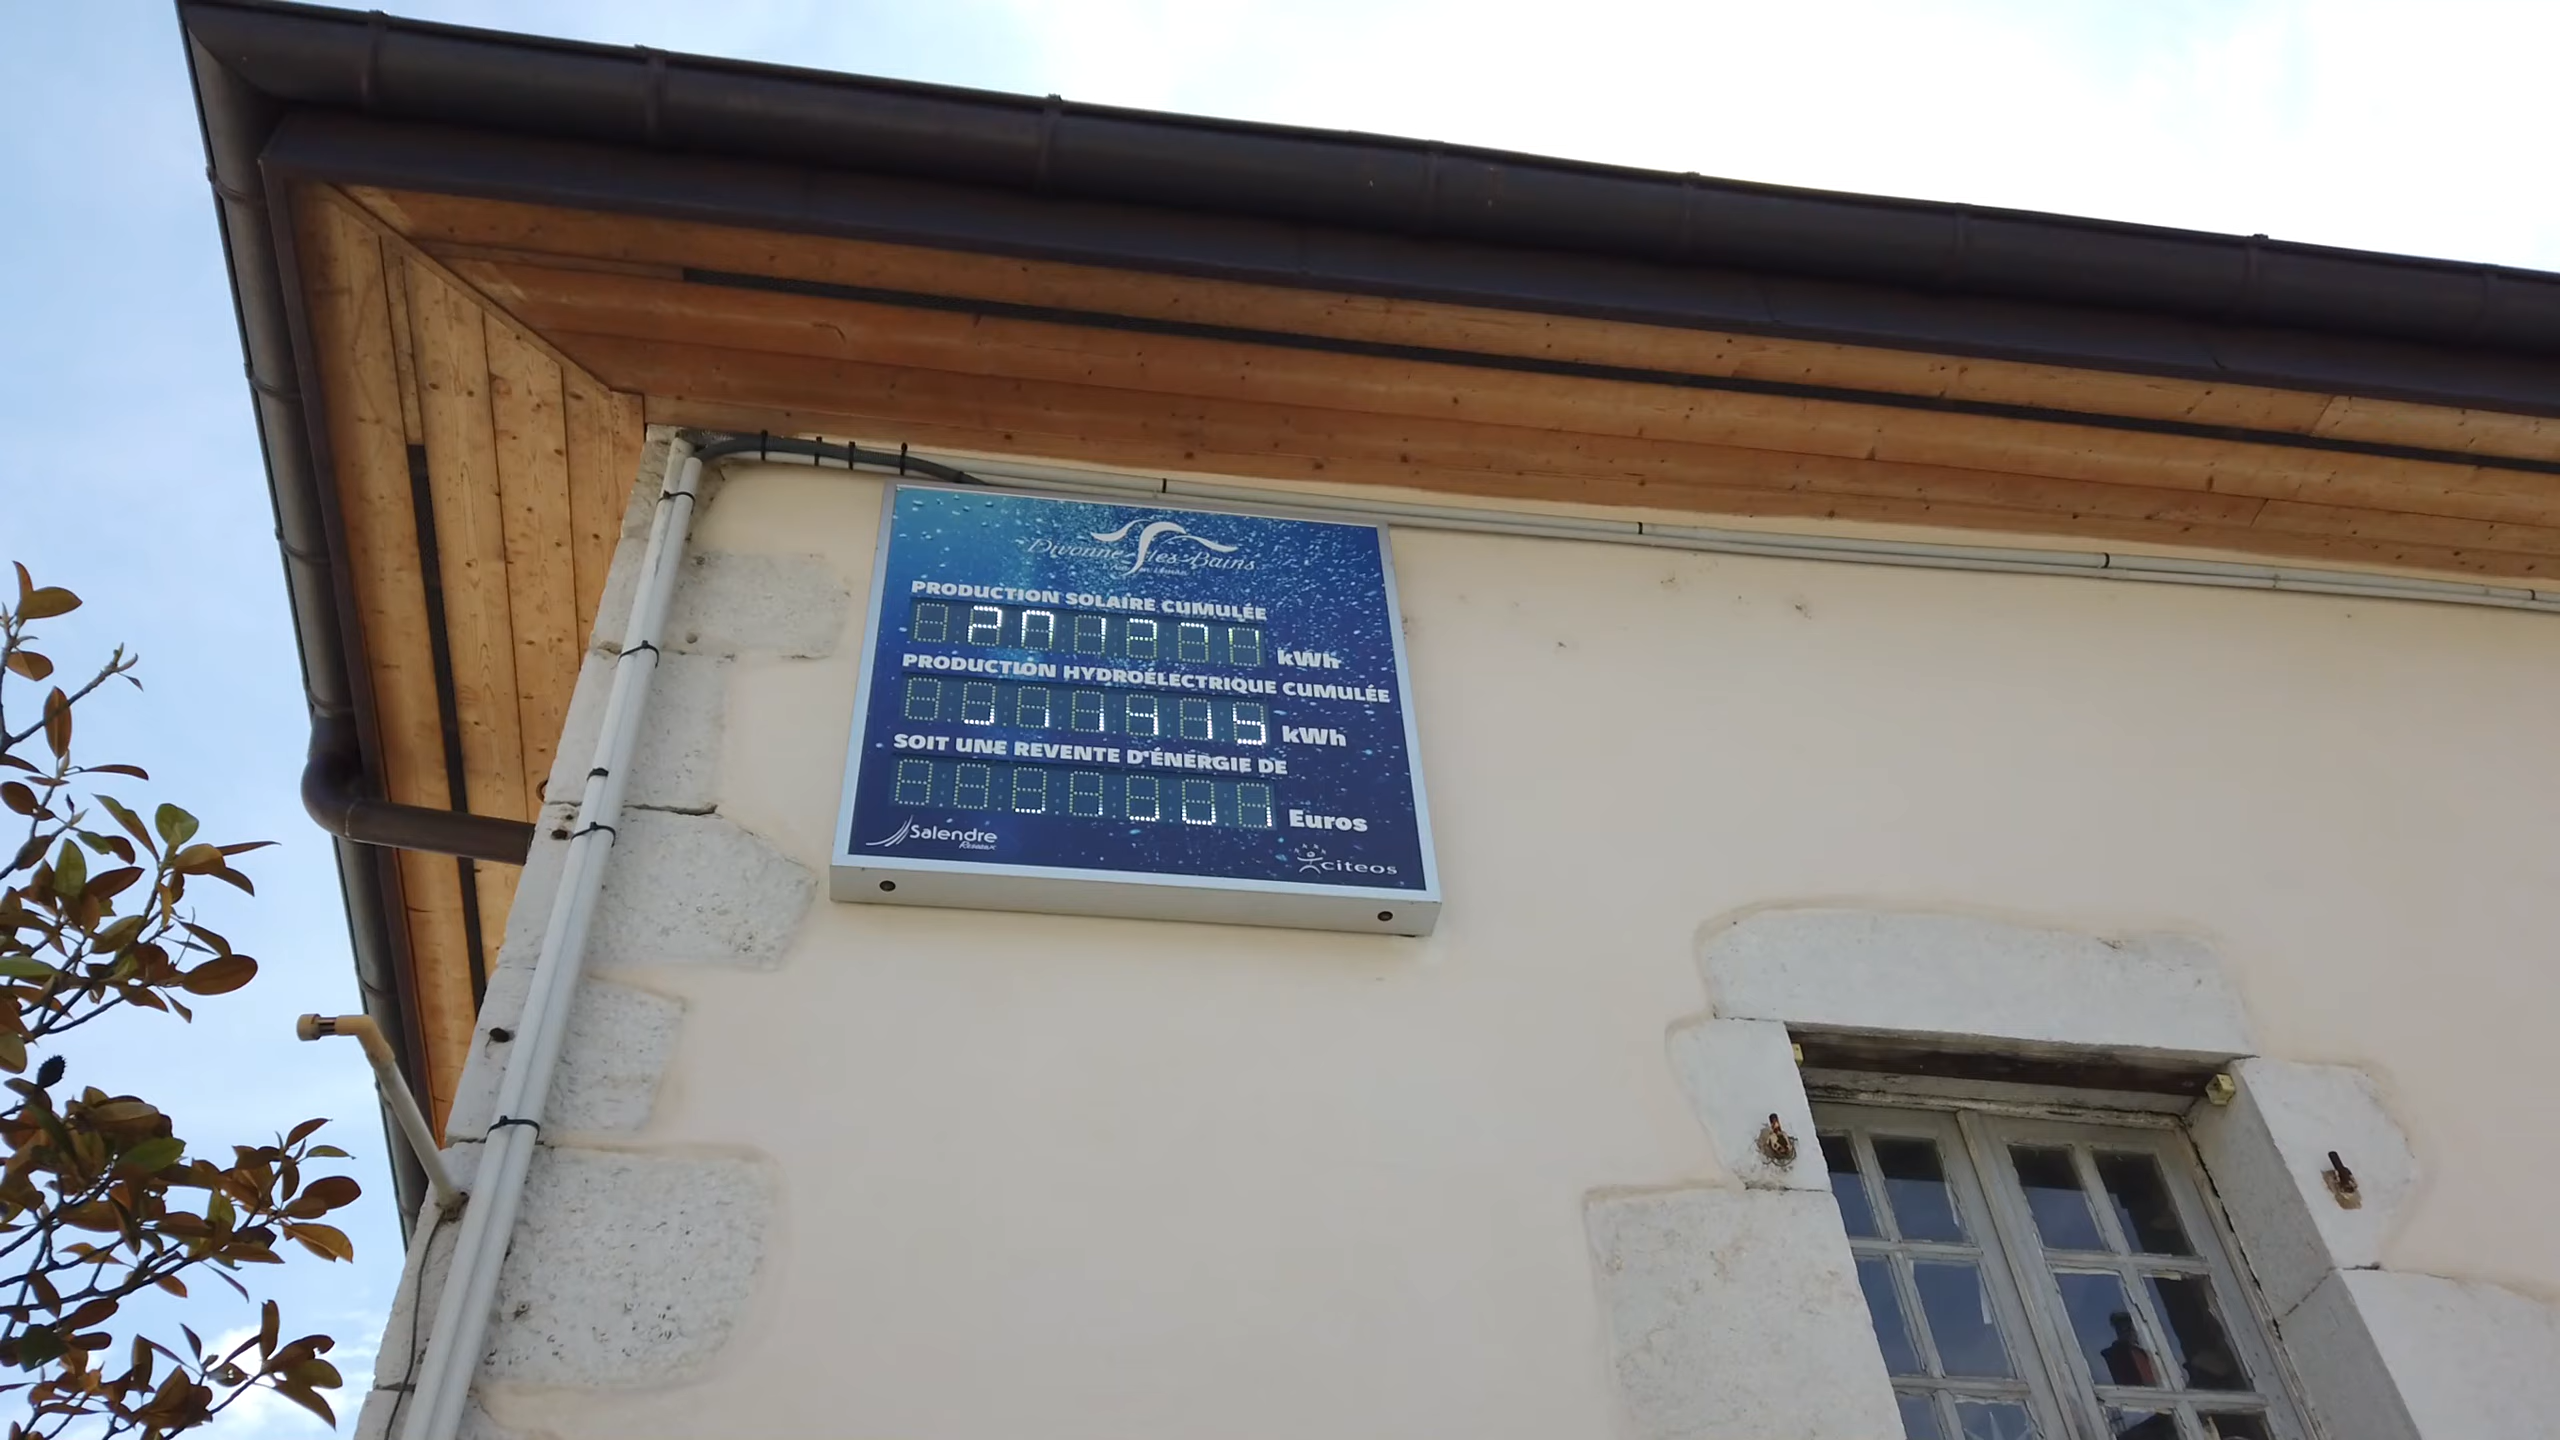 Divonne-les-Bains
PRODUCTION SOLAIRE CUMULÉE
kWh
PRODUCTION HYDROÉLECTRIQUE CUMULÉE
kWh
SOIT UNE REVENTE D'ÉNERGIE DE
Euros
Salendre
Réseaux
citeos